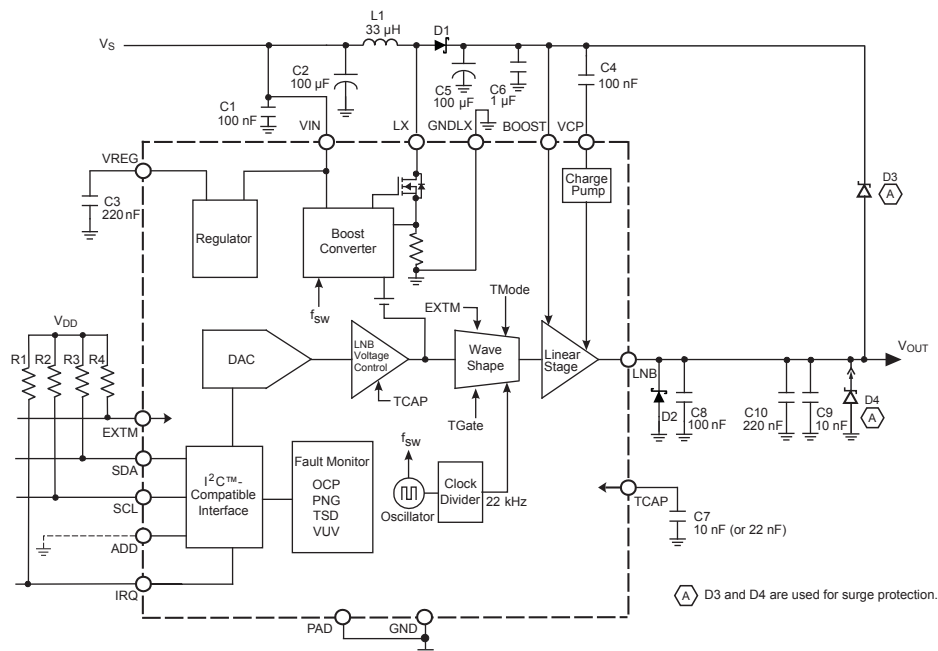 L1
33 µH
D1
VS
C2
100 µF
C1
100 nF
C5
100 µF
C6
1 µF
C4
100 nF
VIN
LX
GNDLX
BOOST
VCP
VREG
C3
220 nF
Regulator
Boost
Converter
Charge
Pump
D3
A
fsw
TMode
EXTM
VDD
R1
R2
R3
R4
DAC
LNB
Voltage
Control
TCAP
Wave
Shape
TGate
Linear
Stage
LNB
VOUT
D2
C8
100 nF
C10
220 nF
C9
10 nF
D4
A
EXTM
SDA
SCL
ADD
IRQ
I2C™-
Compatible
Interface
Fault Monitor
OCP
PNG
TSD
VUV
fsw
Oscillator
Clock
Divider
22 kHz
TCAP
C7
10 nF (or 22 nF)
A D3 and D4 are used for surge protection.
PAD
GND